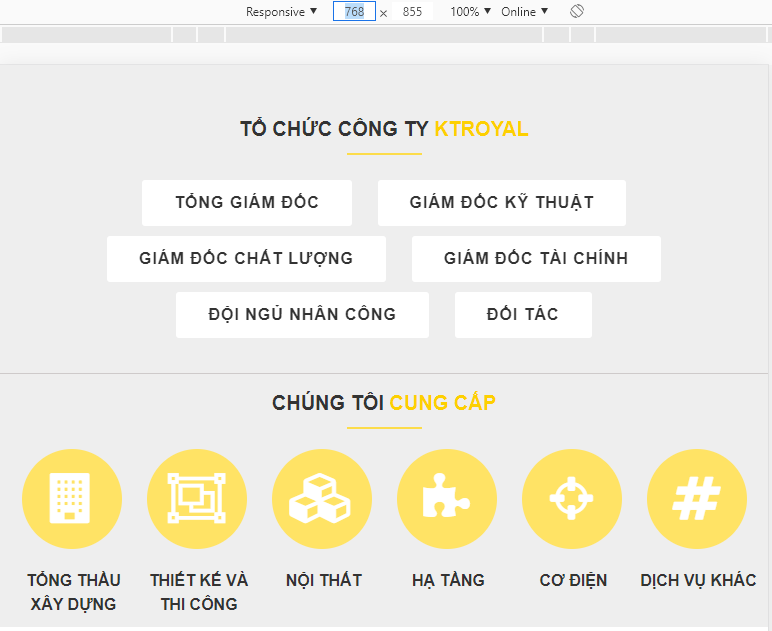 Responsive ▼ 768 × 855 100% ▼ Online ▼
TỔ CHỨC CÔNG TY KTROYAL
TỔNG GIÁM ĐỐC GIÁM ĐỐC KỸ THUẬT
GIÁM ĐỐC CHẤT LƯỢNG GIÁM ĐỐC TÀI CHÍNH
ĐỘI NGŨ NHÂN CÔNG ĐỐI TÁC
CHÚNG TÔI CUNG CẤP
TỔNG THẦU THIẾT KẾ VÀ NỘI THẤT HẠ TẦNG CƠ ĐIỆN DỊCH VỤ KHÁC
XÂY DỰNG THI CÔNG